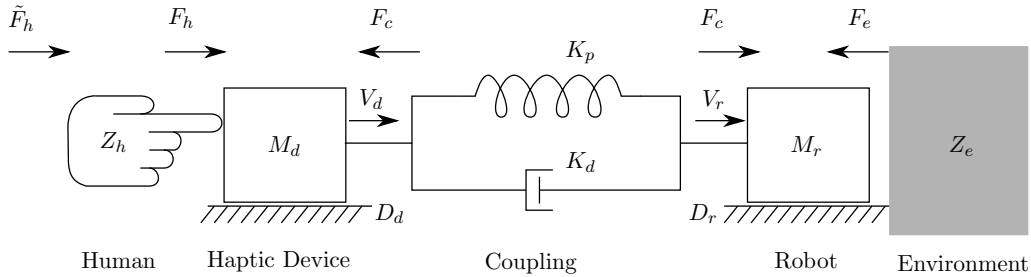 F̃_h F_h F_c F_c F_e
K_p
V_d V_r
Z_h M_d M_r Z_e
K_d
D_d D_r
Human Haptic Device Coupling Robot Environment